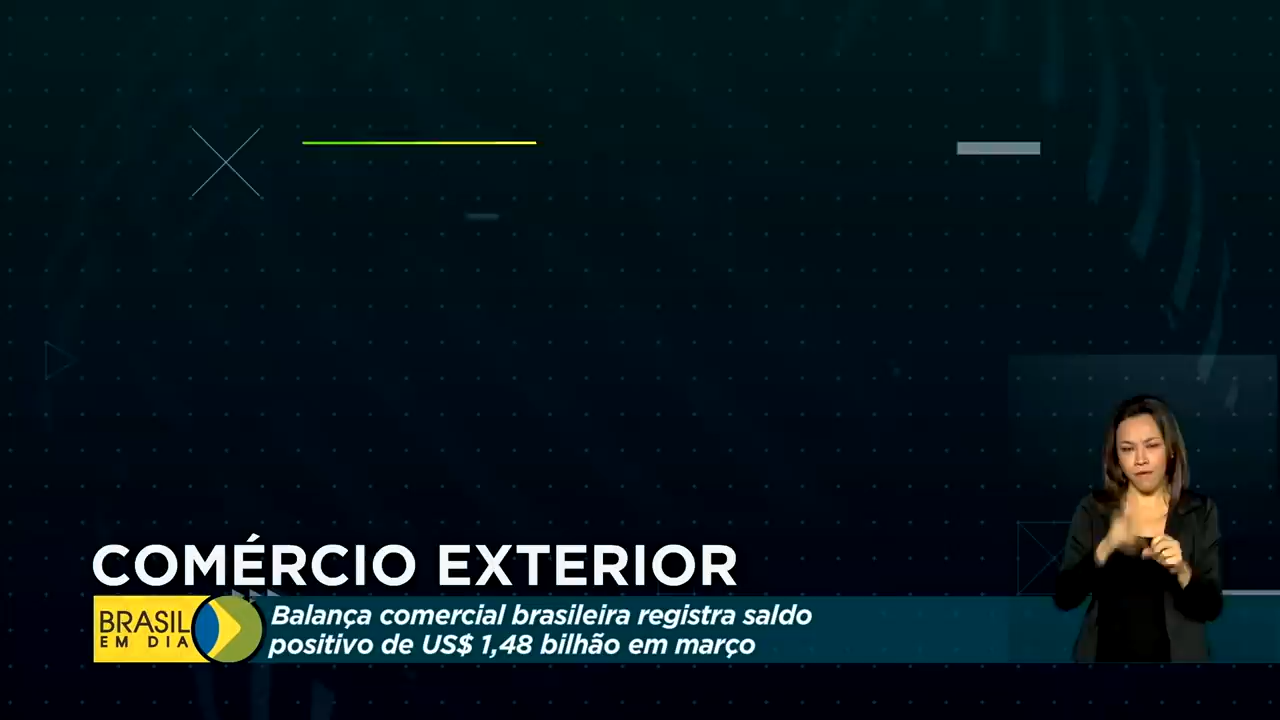 COMÉRCIO EXTERIOR
BRASIL
EM DIA
Balança comercial brasileira registra saldo
positivo de US$ 1,48 bilhão em março